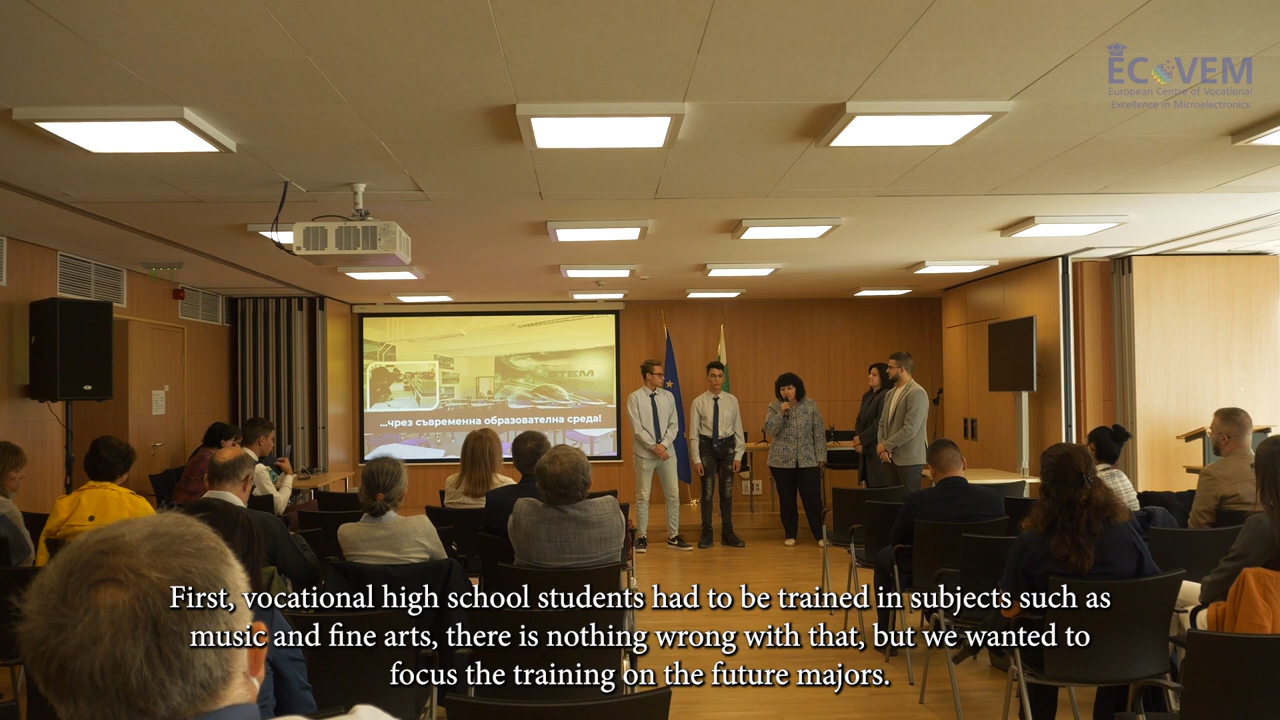 ECOVEM
European Centre of Vocational
Excellence in Microelectronics
STEM
...чрез съвременна образователна среда!
First, vocational high school students had to be trained in subjects such as
music and fine arts, there is nothing wrong with that, but we wanted to
focus the training on the future majors.